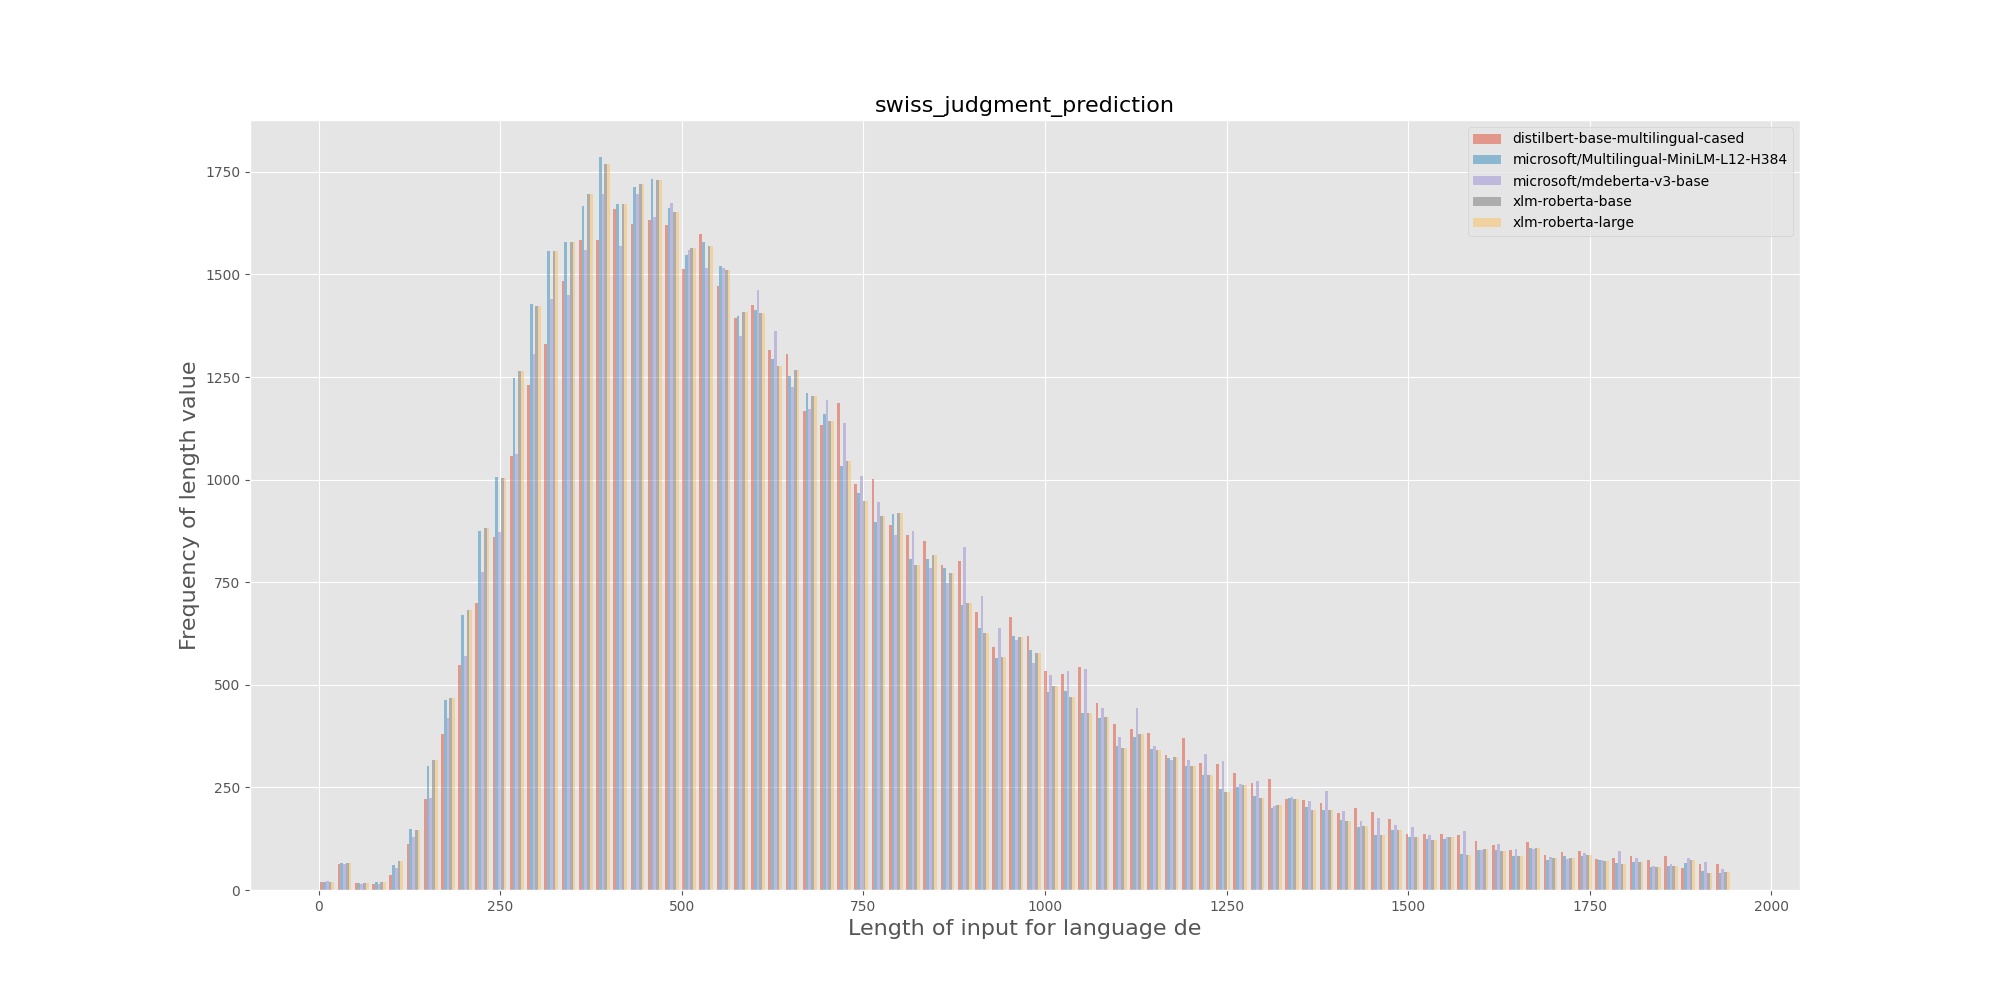 swiss_judgment_prediction
distilbert-base-multilingual-cased
microsoft/Multilingual-MiniLM-L12-H384
microsoft/mdeberta-v3-base
xlm-roberta-base
xlm-roberta-large
Frequency of length value
1750
1500
1250
1000
750
500
250
0
0 250 500 750 1000 1250 1500 1750 2000
Length of input for language de